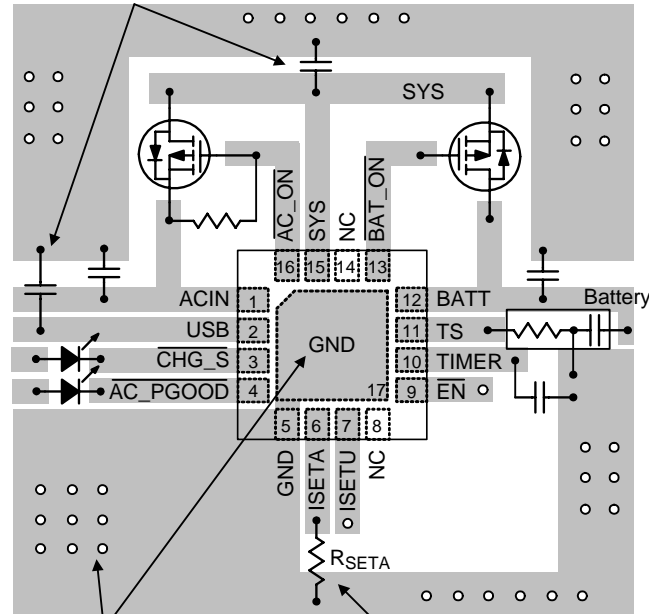 SYS
AC_ON
SYS
NC
BAT_ON
16 15 14 13
ACIN 1
USB 2
CHG_S 3
AC_PGOOD 4
GND
17
12 BATT
11 TS
10 TIMER
9 EN
Battery
5 6 7 8
GND
ISETA
ISETU
NC
RSETA